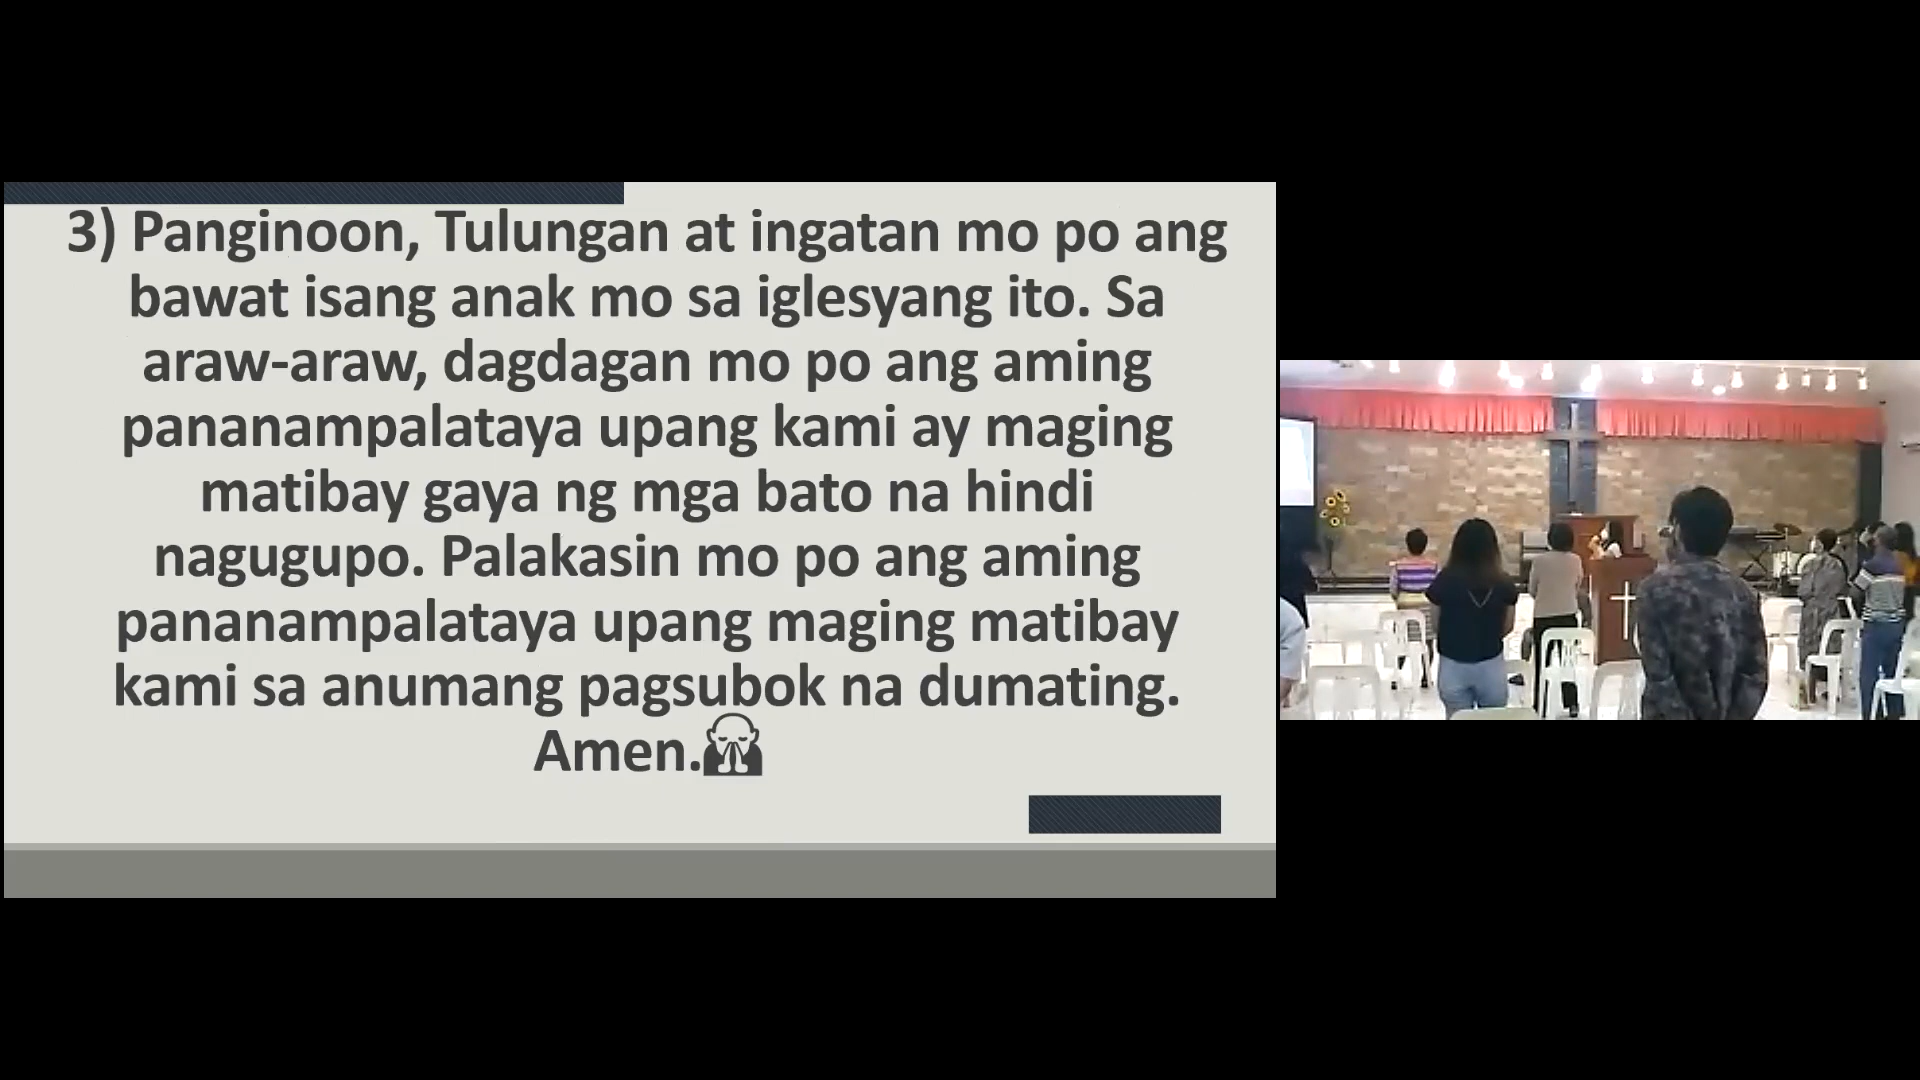 3) Panginoon, Tulungan at ingatan mo po ang
bawat isang anak mo sa iglesyang ito. Sa
araw-araw, dagdagan mo po ang aming
pananampalataya upang kami ay maging
matibay gaya ng mga bato na hindi
nagugupo. Palakasin mo po ang aming
pananampalataya upang maging matibay
kami sa anumang pagsubok na dumating.
Amen.